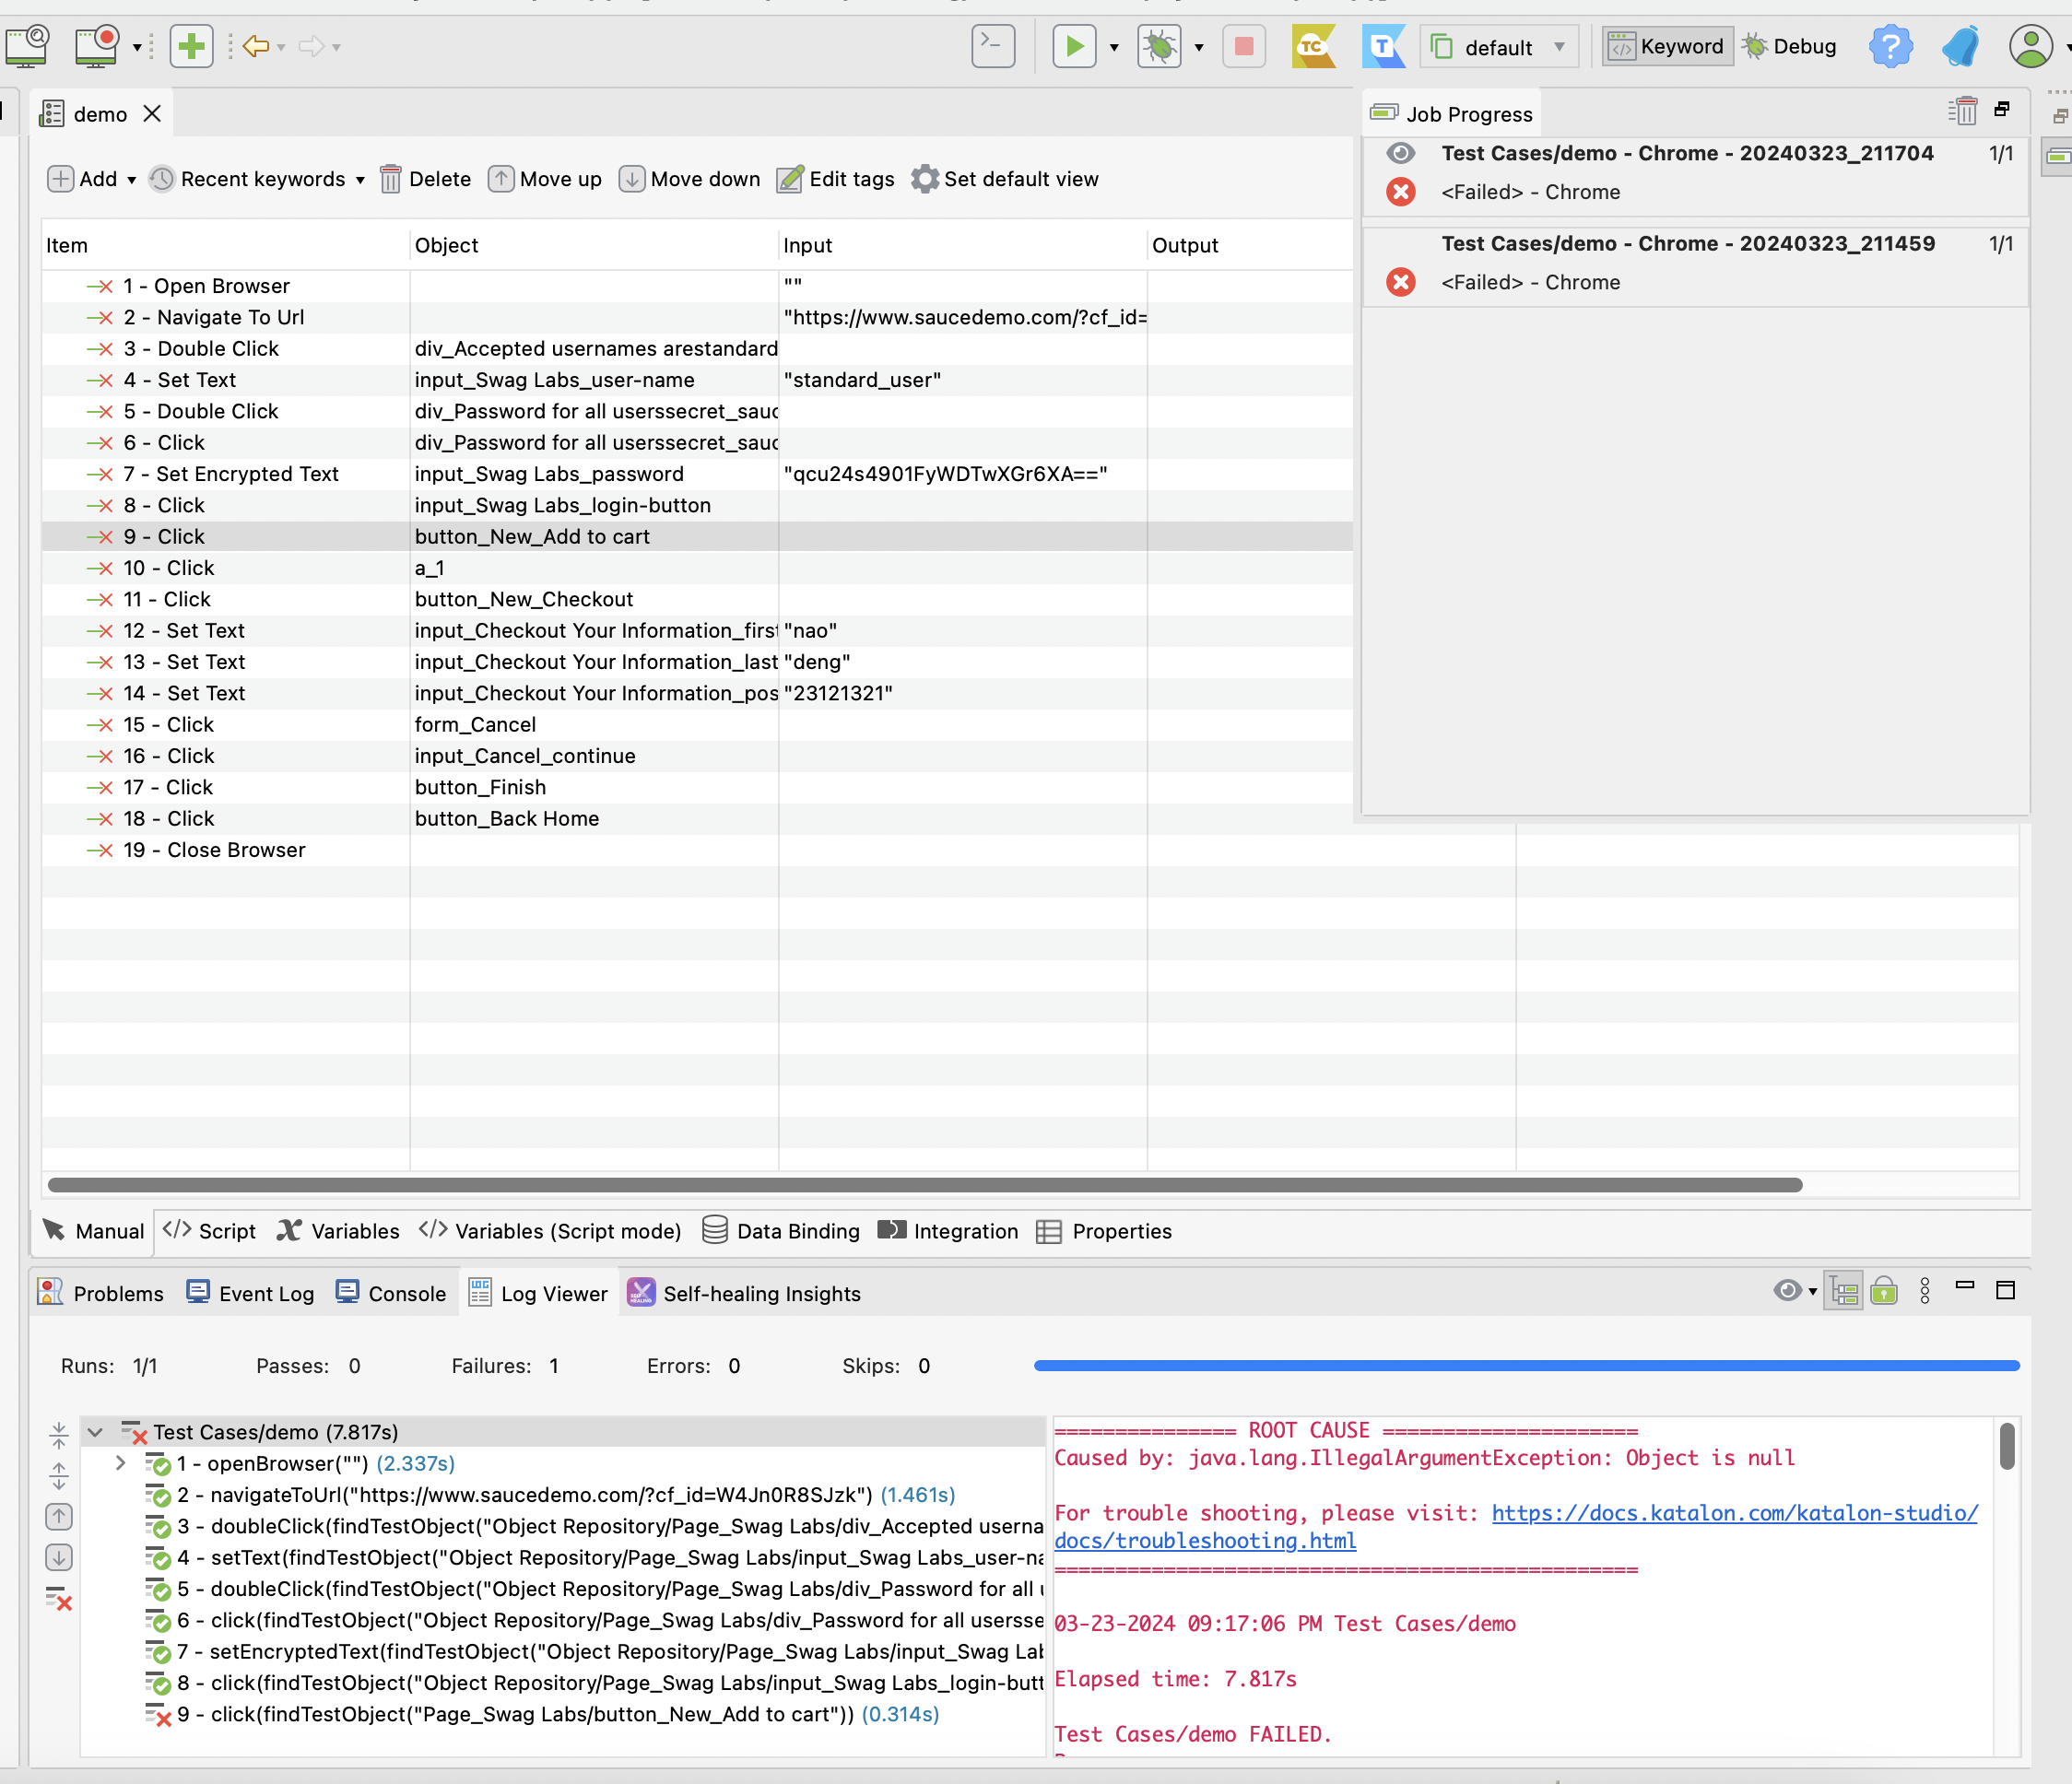 TC
T
default
Keyword
Debug
demo
Job Progress
Add
Recent keywords
Delete
Move up
Move down
Edit tags
Set default view
Test Cases/demo - Chrome - 20240323_211704 1/1
<Failed> - Chrome
Test Cases/demo - Chrome - 20240323_211459 1/1
<Failed> - Chrome
Item Object Input Output
1 - Open Browser ""
2 - Navigate To Url "https://www.saucedemo.com/?cf_id=
3 - Double Click div_Accepted usernames arestandard
4 - Set Text input_Swag Labs_user-name "standard_user"
5 - Double Click div_Password for all userssecret_sauc
6 - Click div_Password for all userssecret_sauc
7 - Set Encrypted Text input_Swag Labs_password "qcu24s4901FyWDTwXGr6XA=="
8 - Click input_Swag Labs_login-button
9 - Click button_New_Add to cart
10 - Click a_1
11 - Click button_New_Checkout
12 - Set Text input_Checkout Your Information_first "nao"
13 - Set Text input_Checkout Your Information_last "deng"
14 - Set Text input_Checkout Your Information_pos "23121321"
15 - Click form_Cancel
16 - Click input_Cancel_continue
17 - Click button_Finish
18 - Click button_Back Home
19 - Close Browser
Manual </> Script Variables </> Variables (Script mode) Data Binding Integration Properties
Problems Event Log Console Log Viewer Self-healing Insights
Runs: 1/1 Passes: 0 Failures: 1 Errors: 0 Skips: 0
Test Cases/demo (7.817s)
1 - openBrowser("") (2.337s)
2 - navigateToUrl("https://www.saucedemo.com/?cf_id=W4Jn0R8SJzk") (1.461s)
3 - doubleClick(findTestObject("Object Repository/Page_Swag Labs/div_Accepted userna
4 - setText(findTestObject("Object Repository/Page_Swag Labs/input_Swag Labs_user-na
5 - doubleClick(findTestObject("Object Repository/Page_Swag Labs/div_Password for all u
6 - click(findTestObject("Object Repository/Page_Swag Labs/div_Password for all usersse
7 - setEncryptedText(findTestObject("Object Repository/Page_Swag Labs/input_Swag Lab
8 - click(findTestObject("Object Repository/Page_Swag Labs/input_Swag Labs_login-butt
9 - click(findTestObject("Page_Swag Labs/button_New_Add to cart")) (0.314s)
=============== ROOT CAUSE =====================
Caused by: java.lang.IllegalArgumentException: Object is null
For trouble shooting, please visit: https://docs.katalon.com/katalon-studio/
docs/troubleshooting.html
================================================
03-23-2024 09:17:06 PM Test Cases/demo
Elapsed time: 7.817s
Test Cases/demo FAILED.